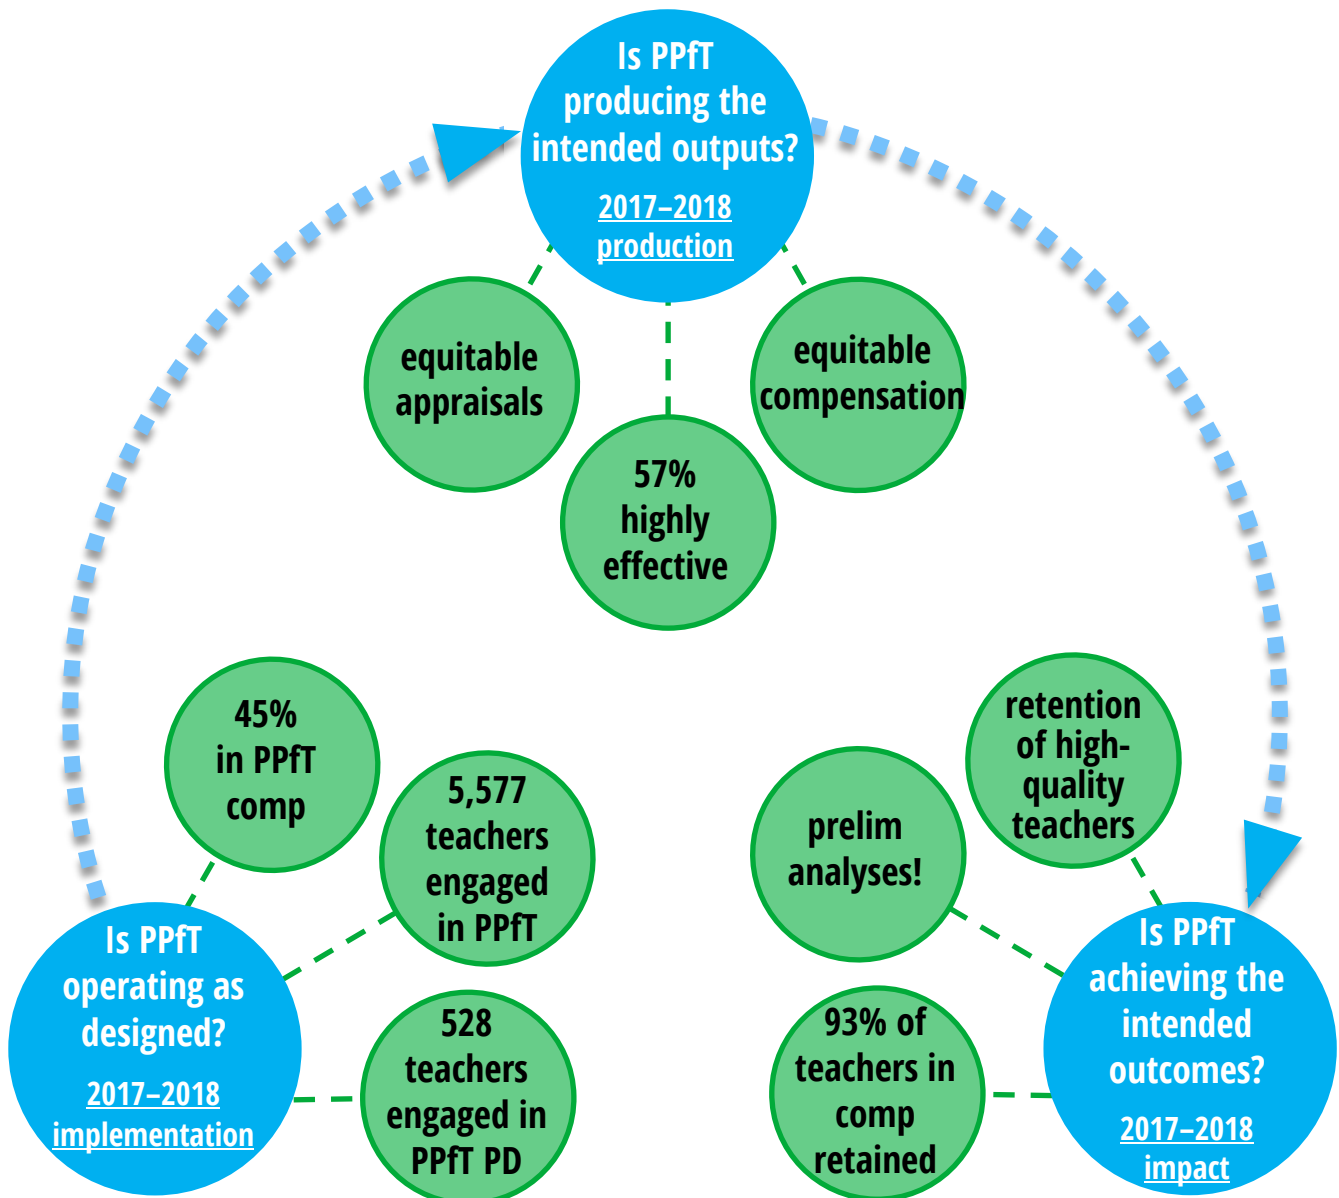 Is PPfT
producing the
intended outputs?
2017–2018
production
equitable
appraisals
57%
highly
effective
equitable
compensation
45%
in PPfT
comp
5,577
teachers
engaged
in PPfT
528
teachers
engaged in
PPfT PD
Is PPfT
operating as
designed?
2017–2018
implementation
retention
of high-
quality
teachers
prelim
analyses!
93% of
teachers in
comp
retained
Is PPfT
achieving the
intended
outcomes?
2017–2018
impact